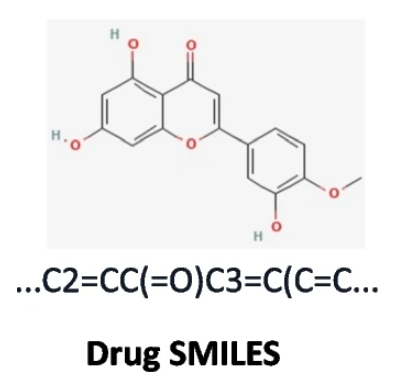 H
O
O
H
O
O
O
O
H
...C2=CC(=O)C3=C(C=C...
Drug SMILES